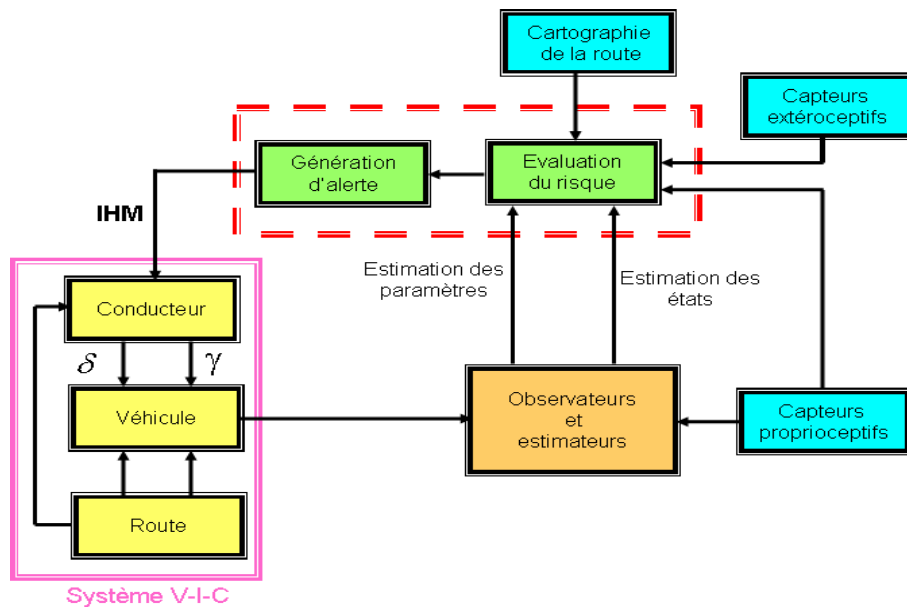 Cartographie
de la route
Capteurs
extéroceptifs
Génération
d'alerte
Evaluation
du risque
IHM
Estimation des
paramètres
Estimation des
états
Conducteur
δ
γ
Véhicule
Observateurs
et
estimateurs
Capteurs
proprioceptifs
Route
Système V-I-C